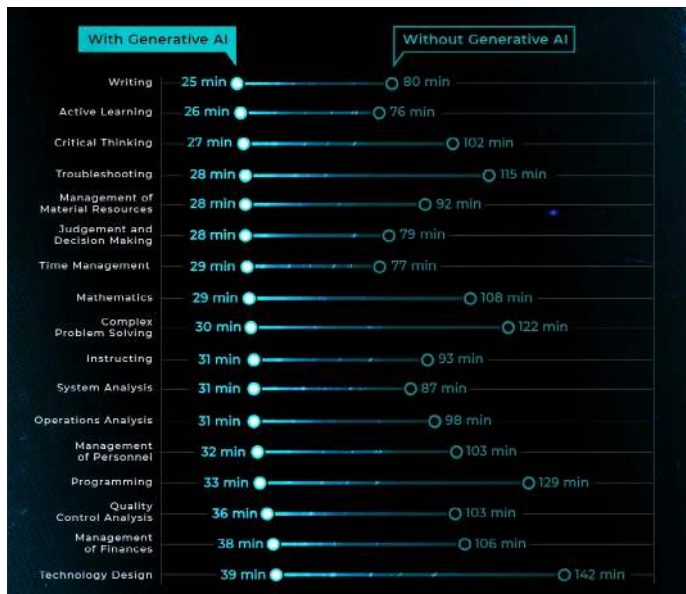 With Generative AI
Without Generative AI
Writing 25 min 80 min
Active Learning 26 min 76 min
Critical Thinking 27 min 102 min
Troubleshooting 28 min 115 min
Management of
Material Resources 28 min 92 min
Judgement and
Decision Making 28 min 79 min
Time Management 29 min 77 min
Mathematics 29 min 108 min
Complex
Problem Solving 30 min 122 min
Instructing 31 min 93 min
System Analysis 31 min 87 min
Operations Analysis 31 min 98 min
Management
of Personnel 32 min 103 min
Programming 33 min 129 min
Quality
Control Analysis 36 min 103 min
Management
of Finances 38 min 106 min
Technology Design 39 min 142 min